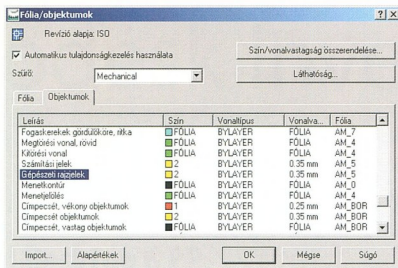 Fólia/objektumok
Revízió alapja: ISO
Automatikus tulajdonságkezelés használata
Szín/vonalvastagság összerendelése...
Szűrő: Mechanical
Láthatóság...
Fólia Objektumok
Leírás Szín Vonaltípus Vonalva... Fólia
Fogaskerekek gördülőköre, ritka FÓLIA BYLAYER FÓLIA AM_7
Megtörési vonal, rövid FÓLIA BYLAYER FÓLIA AM_4
Kitörési vonal FÓLIA BYLAYER FÓLIA AM_4
Számítási jelek 2 BYLAYER 0.35 mm AM_5
Gépészeti rajzjelek 2 BYLAYER 0.35 mm AM_5
Menetkontúr FÓLIA BYLAYER FÓLIA AM_0
Menetjelölés FÓLIA BYLAYER FÓLIA AM_4
Címpecsét, vékony objektumok 1 BYLAYER 0.25 mm AM_BOR
Címpecsét objektumok 2 BYLAYER 0.35 mm AM_BOR
Címpecsét, vastag objektumok FÓLIA BYLAYER FÓLIA AM_BOR
Import... Alapértékek OK Mégse Súgó